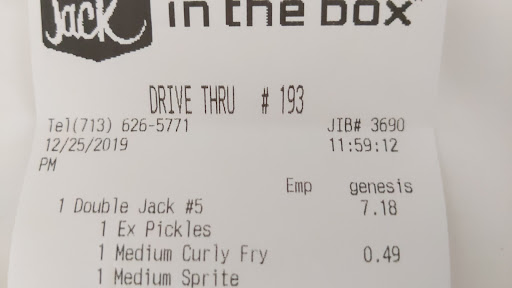 Jack in the box
DRIVE THRU # 193
Tel(713) 626-5771 JIB# 3690
12/25/2019 11:59:12
PM
Emp genesis
1 Double Jack #5 7.18
1 Ex Pickles
1 Medium Curly Fry 0.49
1 Medium Sprite